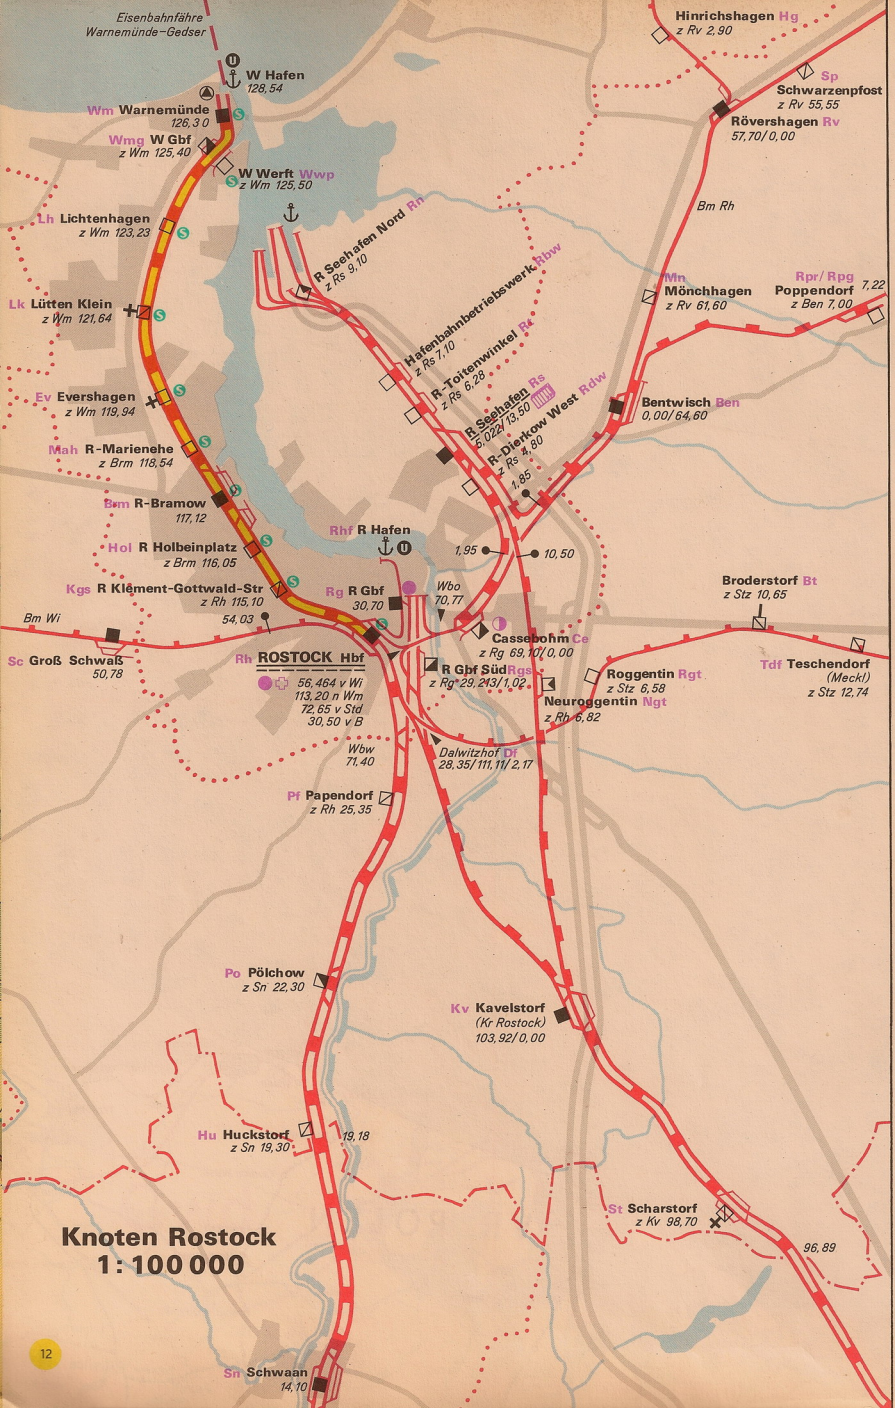 Eisenbahnfähre
Warnemünde–Gedser
U
W Hafen
128,54
Wm Warnemünde
126,30
Wmg W Gbf
z Wm 125,40
W Werft Wwp
z Wm 125,50
S
S
Lh Lichtenhagen
z Wm 123,23
S
Lk Lütten Klein
z Wm 121,64
S
Ev Evershagen
z Wm 119,94
S
Mah R-Marienehe
z Brm 118,54
S
Brm R-Bramow
117,12
S
Hol R Holbeinplatz
z Brm 116,05
S
Kgs R Klement-Gottwald-Str
z Rh 115,10
S
54,03
Bm Wi
Sc Groß Schwaß
50,78
Hinrichshagen Hg
z Rv 2,90
Sp
Schwarzenpfost
z Rv 55,55
Rövershagen Rv
57,70/0,00
Bm Rh
Mn
Mönchhagen
z Rv 61,60
Rpr/Rpg
Poppendorf
z Ben 7,00
7,22
Bentwisch Ben
0,00/64,60
R Seehafen Nord Rn
z Rs 9,10
Hafenbahnbetriebswerk Rbw
z Rs 7,10
R-Toitenwinkel Rt
z Rs 6,28
R Seehafen Rs
6,022/13,50
R-Dierkow West Rdw
z Rs 4,80
1,85
1,95
10,50
Rhf R Hafen
U
Rg R Gbf
30,70
Wbo
70,77
S
Cassebohm Ce
z Rg 69,10/0,00
Rh ROSTOCK Hbf
56,464 v Wi
113,20 n Wm
72,65 v Std
30,50 v B
R Gbf Süd Rgs
z Rg 29,213/1,02
Neuroggentin Ngt
z Rh 6,82
Roggentin Rgt
z Stz 6,58
Broderstorf Bt
z Stz 10,65
Tdf Teschendorf
(Meckl)
z Stz 12,74
Wbw
71,40
Dalwitzhof Df
28,35/111,11/2,17
Pf Papendorf
z Rh 25,35
Po Pölchow
z Sn 22,30
Kv Kavelstorf
(Kr Rostock)
103,92/0,00
Hu Huckstorf
z Sn 19,30
19,18
St Scharstorf
z Kv 98,70
96,89
Knoten Rostock
1:100 000
12
Sn Schwaan
14,10